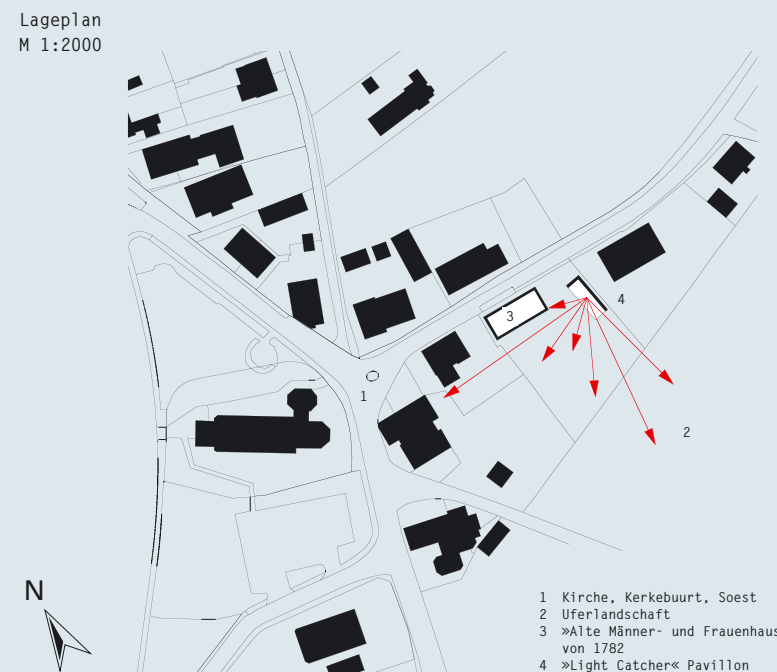 Lageplan
M 1:2000
3
4
1
2
N
1 Kirche, Kerkebuurt, Soest
2 Uferlandschaft
3 »Alte Männer- und Frauenhaus
von 1782
4 »Light Catcher« Pavillon